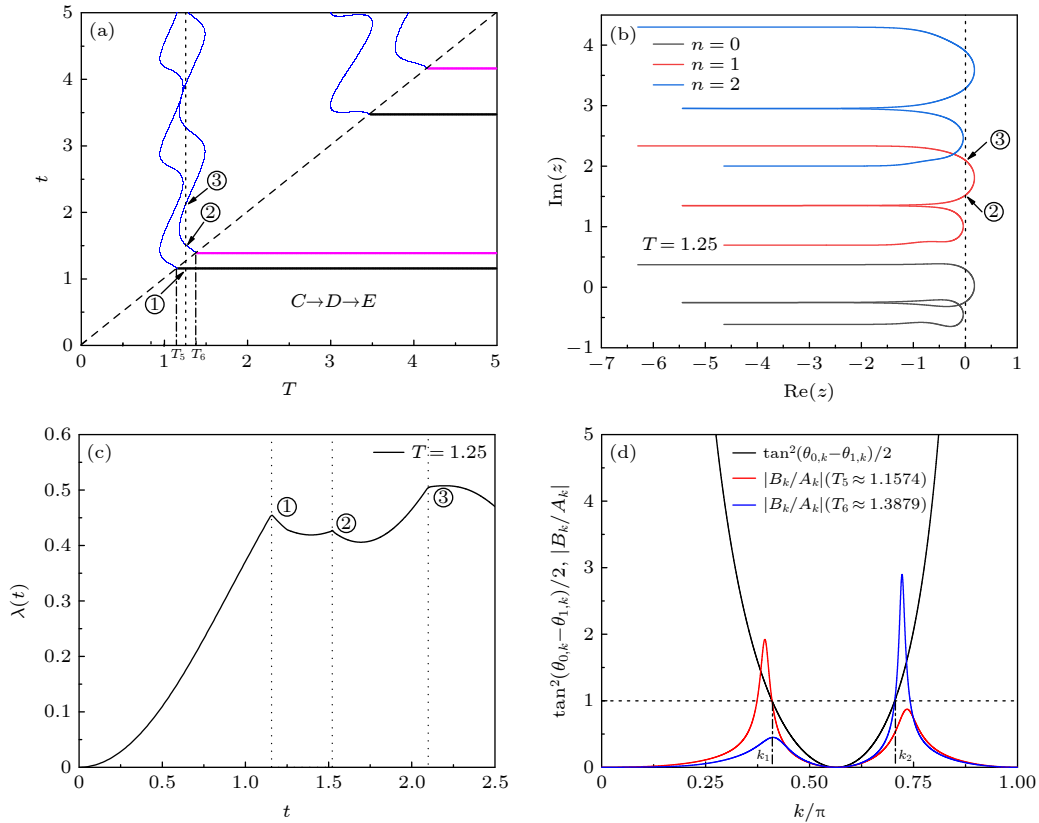 (a)
5
4
3
2
1
0
t
③
②
①
C→D→E
T₅
T₆
0
1
2
3
4
5
T
(b)
n = 0
n = 1
n = 2
5
4
3
2
1
0
−1
Im(z)
③
②
T = 1.25
−7
−6
−5
−4
−3
−2
−1
0
1
Re(z)
(c)
T = 1.25
0.6
0.5
0.4
0.3
0.2
0.1
0
λ(t)
①
②
③
0
0.5
1.0
1.5
2.0
2.5
t
(d)
tan²(θ₀,ₖ−θ₁,ₖ)/2
|Bₖ/Aₖ|(T₅ ≈ 1.1574)
|Bₖ/Aₖ|(T₆ ≈ 1.3879)
5
4
3
2
1
0
tan²(θ₀,ₖ−θ₁,ₖ)/2, |Bₖ/Aₖ|
k₁
k₂
0
0.25
0.50
0.75
1.00
k/π